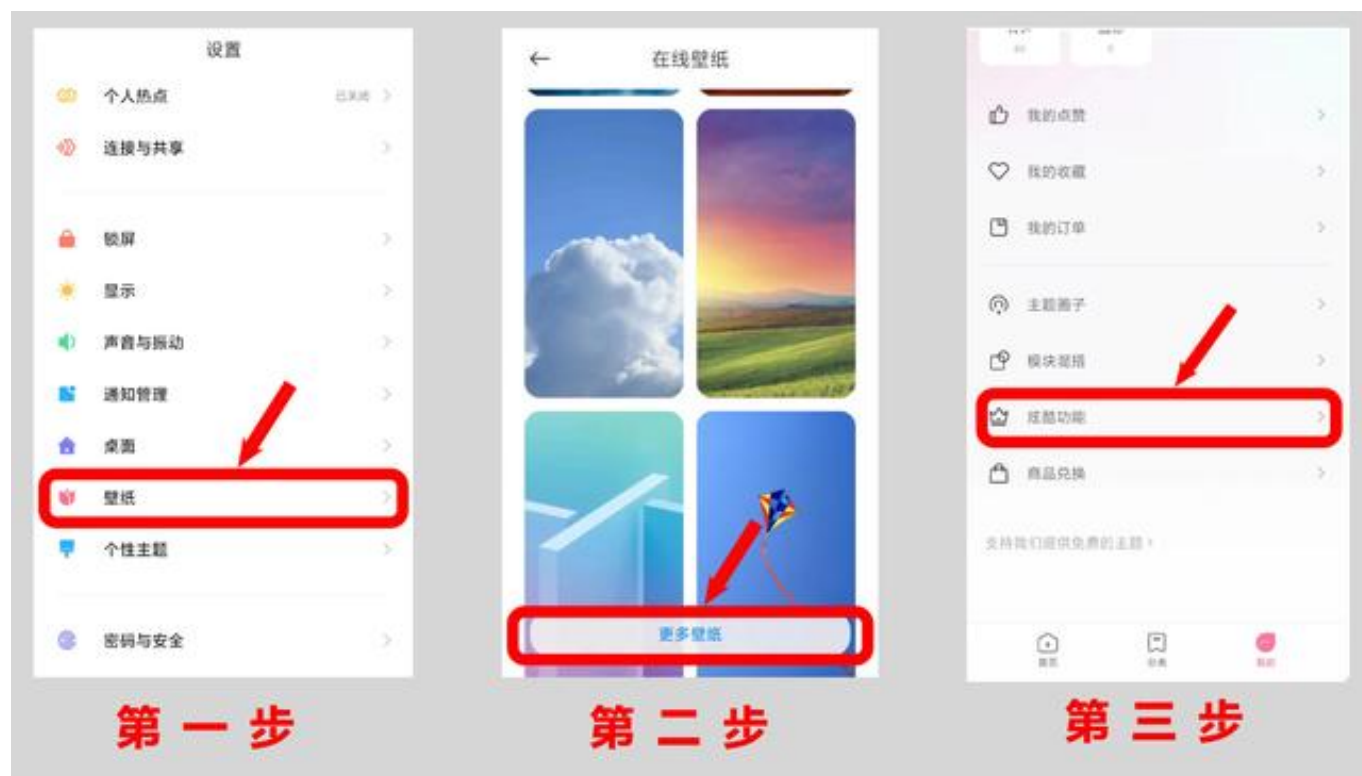 设置
个人热点
已关闭
连接与共享
锁屏
显示
声音与振动
通知管理
桌面
壁纸
个性主题
密码与安全
第一步
在线壁纸
更多壁纸
第二步
我的点赞
我的收藏
我的订单
主题圈子
模块混搭
炫酷功能
商品兑换
支持我们提供免费的主题!
首页
分类
我的
第三步